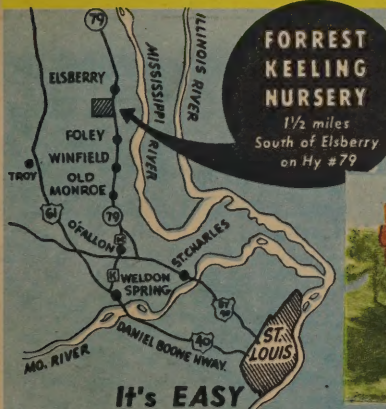 79
ILLINOIS RIVER
MISSISSIPPI RIVER
FORREST
KEELING
NURSERY
1½ miles
South of Elsberry
on Hy #79
ELSBERRY
FOLEY
WINFIELD
TROY
OLD
MONROE
61
79
O'FALLON
ST. CHARLES
K
WELDON
SPRING
40
DANIEL BOONE HWAY.
MO. RIVER
ST.
LOUIS
It's EASY